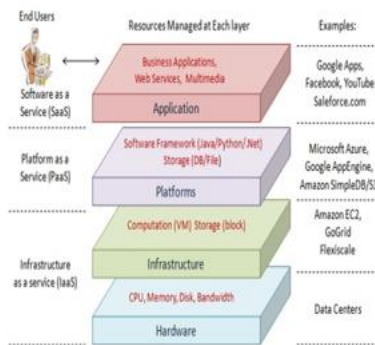 End Users
Resources Managed at Each layer
Examples:
Business Applications,
Web Services, Multimedia
Application
Software as a
Service (SaaS)
Google Apps,
Facebook, YouTube
Saleforce.com
Software Framework (Java/Python/.Net)
Storage (DB/File)
Platforms
Platform as a
Service (PaaS)
Microsoft Azure,
Google AppEngine,
Amazon SimpleDB/S3
Computation (VM) Storage (block)
Infrastructure
Infrastructure
as a service (IaaS)
Amazon EC2,
GoGrid
Flexiscale
CPU, Memory, Disk, Bandwidth
Hardware
Data Centers